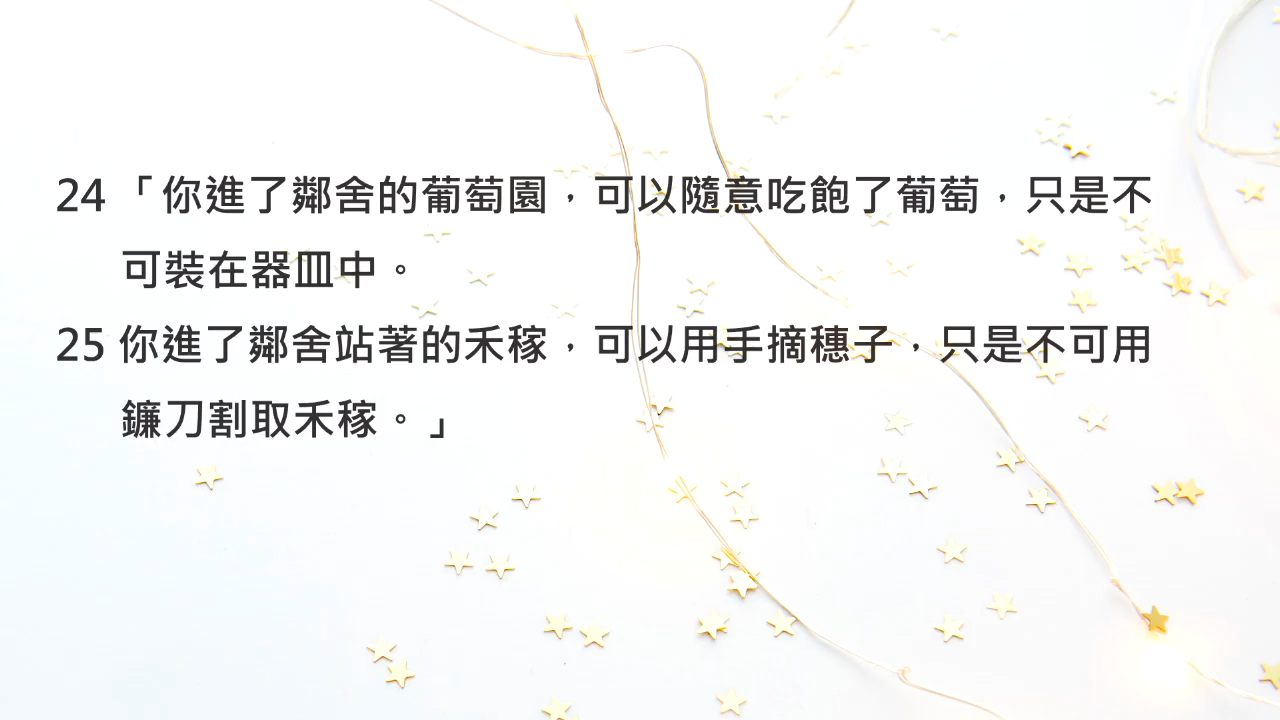 24「你進了鄰舍的葡萄園，可以隨意吃飽了葡萄，只是不
可裝在器皿中。
25 你進了鄰舍站著的禾稼，可以用手摘穗子，只是不可用
鐮刀割取禾稼。」